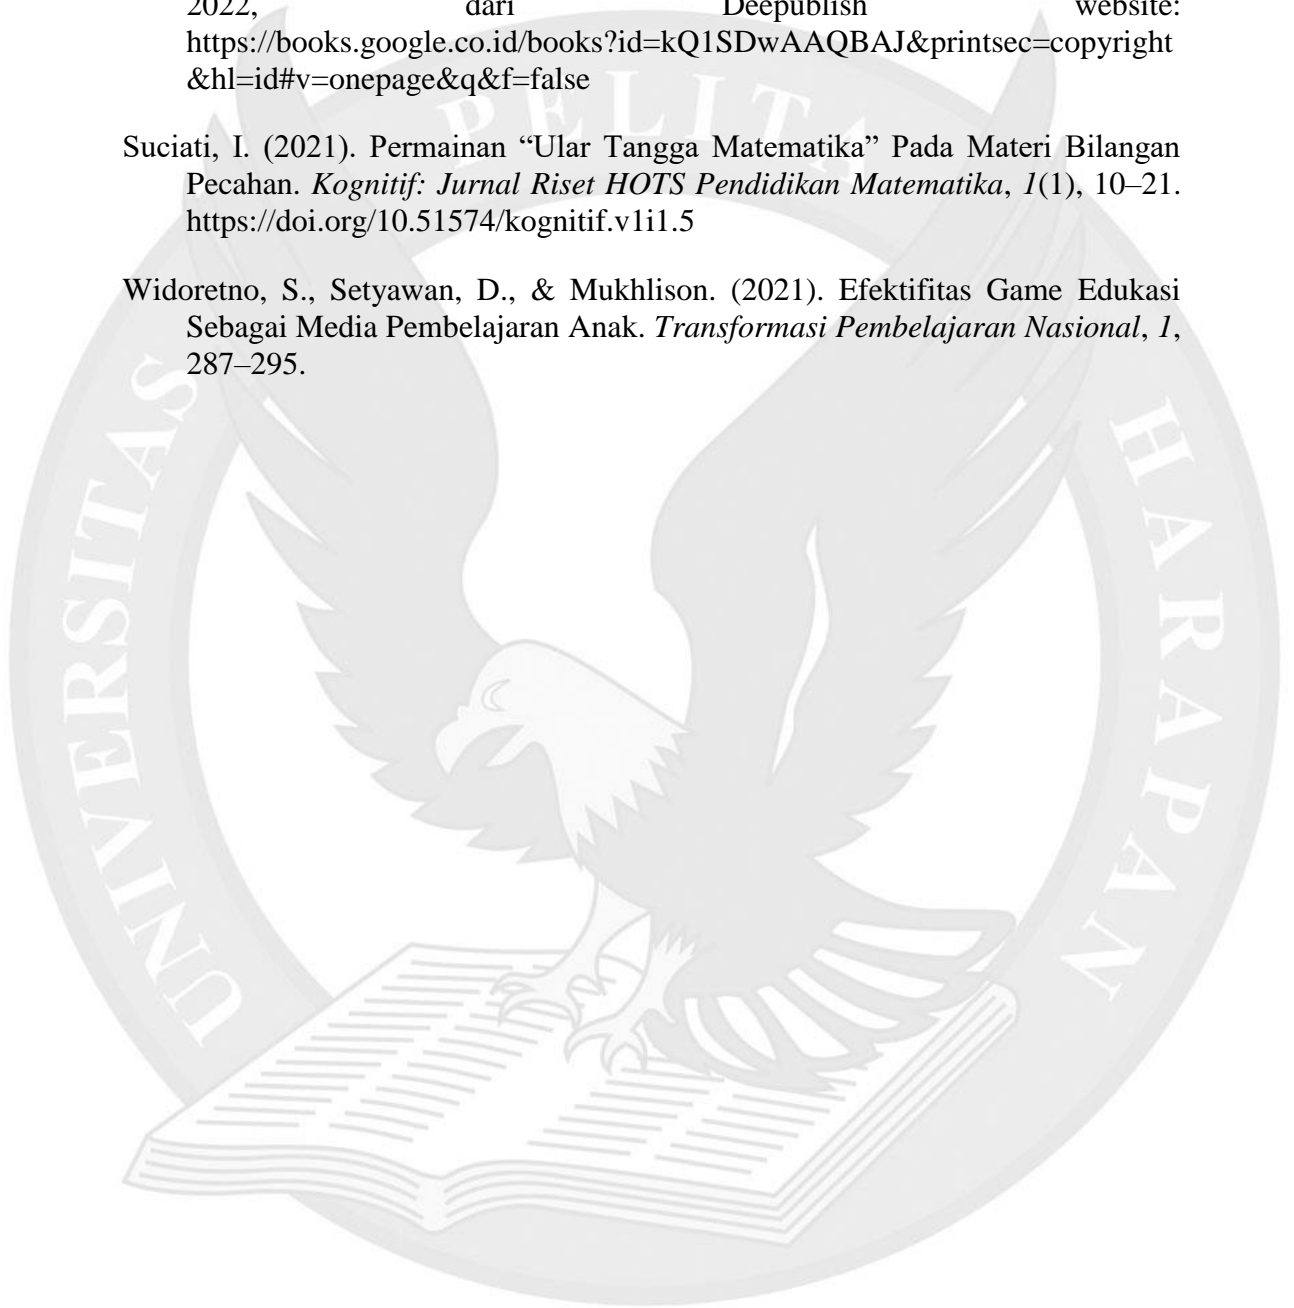 2022, dari Deepublish website:
https://books.google.co.id/books?id=kQ1SDwAAQBAJ&printsec=copyright
&hl=id#v=onepage&q&f=false
Suciati, I. (2021). Permainan “Ular Tangga Matematika” Pada Materi Bilangan
Pecahan. Kognitif: Jurnal Riset HOTS Pendidikan Matematika, 1(1), 10–21.
https://doi.org/10.51574/kognitif.v1i1.5
Widoretno, S., Setyawan, D., & Mukhlison. (2021). Efektifitas Game Edukasi
Sebagai Media Pembelajaran Anak. Transformasi Pembelajaran Nasional, 1,
287–295.
UNIVERSITAS
PELITA
HARAPAN